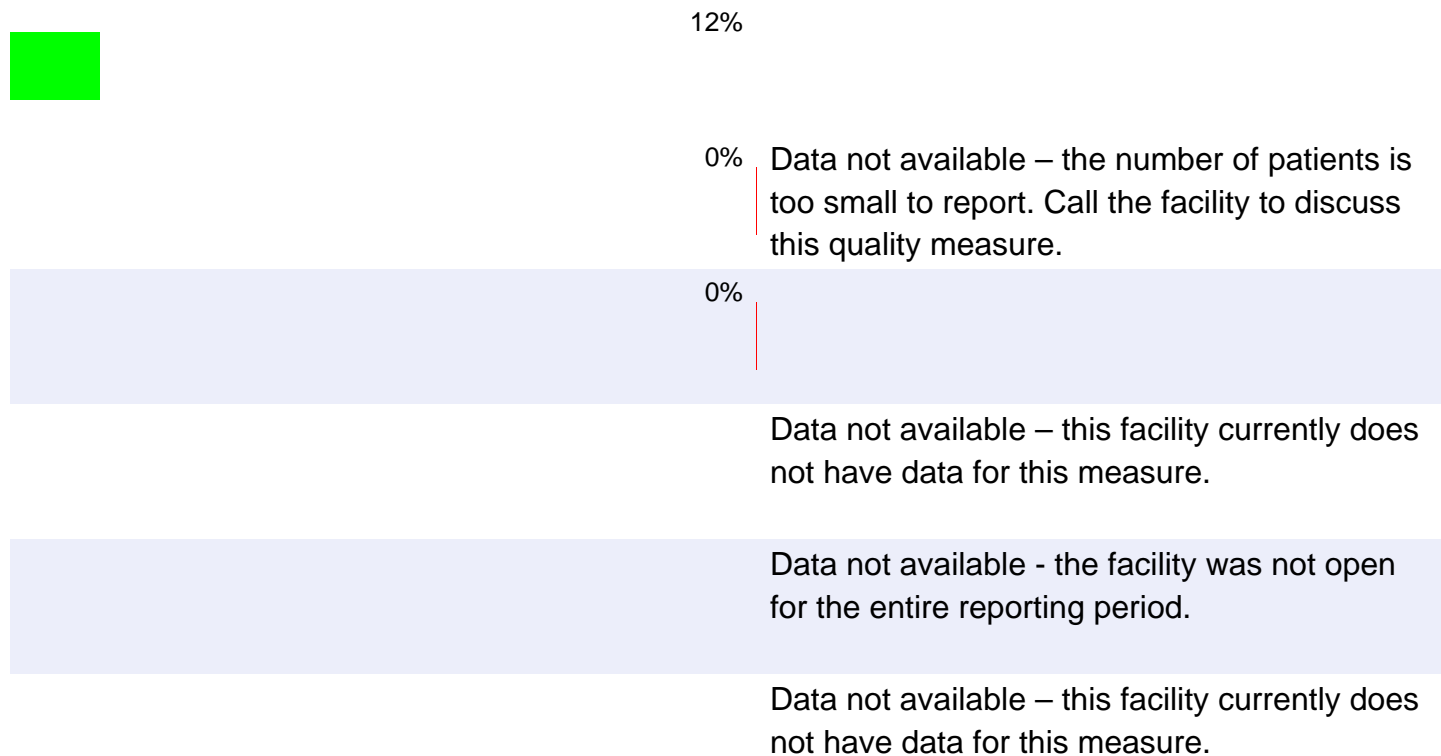 12%
0%
Data not available – the number of patients is
too small to report. Call the facility to discuss
this quality measure.
0%
Data not available – this facility currently does
not have data for this measure.
Data not available - the facility was not open
for the entire reporting period.
Data not available – this facility currently does
not have data for this measure.